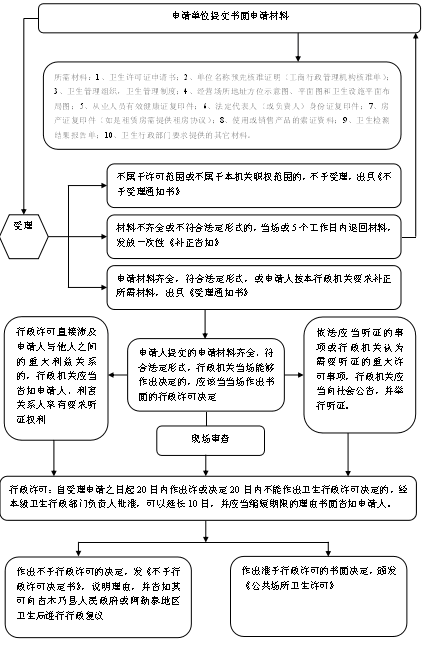 申请单位提交书面申请材料
所需材料：1、卫生许可证申请书；2、单位名称预先核准证明（工商行政管理机构核准单）；
3、卫生管理组织，卫生管理制度；4、经营场所地址方位示意图、平面图和卫生设施平面布
局图；5、从业人员有效健康证复印件；6、法定代表人（或负责人）身份证复印件；7、房
产证复印件（如是租赁房需提供租房协议）；8、使用或销售产品的索证资料；9、卫生检测
结果报告单；10、卫生行政部门要求提供的其它材料。
不属于许可范围或不属于本机关职权范围的，不予受理，出具《不
予受理通知书》
受理
材料不齐全或不符合法定形式的，当场或5个工作日内退回材料，
发放一次性《补正告知》
申请材料齐全，符合法定形式，或申请人按本行政机关要求补正
所需材料，出具《受理通知书》
行政许可直接涉及
申请人与他人之间
的重大利益关系
的，行政机关应当
告知申请人、利害
关系人享有要求听
证权利
申请人提交的申请材料齐全，符
合法定形式，行政机关当场能够
作出决定的，应该当当场作出书
面的行政许可决定
依法应当听证的事
项或行政机关认为
需要听证的重大许
可事项，行政机关应
当向社会公告，并举
行听证。
现场审查
行政许可：自受理申请之日起20日内作出许或决定20日内不能作出卫生行政许可决定的，经
本级卫生行政部门负责人批准，可以延长10日，并应当缩短期限的理由书面告知申请人。
作出不予行政许可的决定，发《不予行
政许可决定书》，说明理由，并告知其
可向吉木乃县人民政府或阿勒泰地区
卫生局进行行政复议
作出准予行政许可的书面决定，颁发
《公共场所卫生许可》